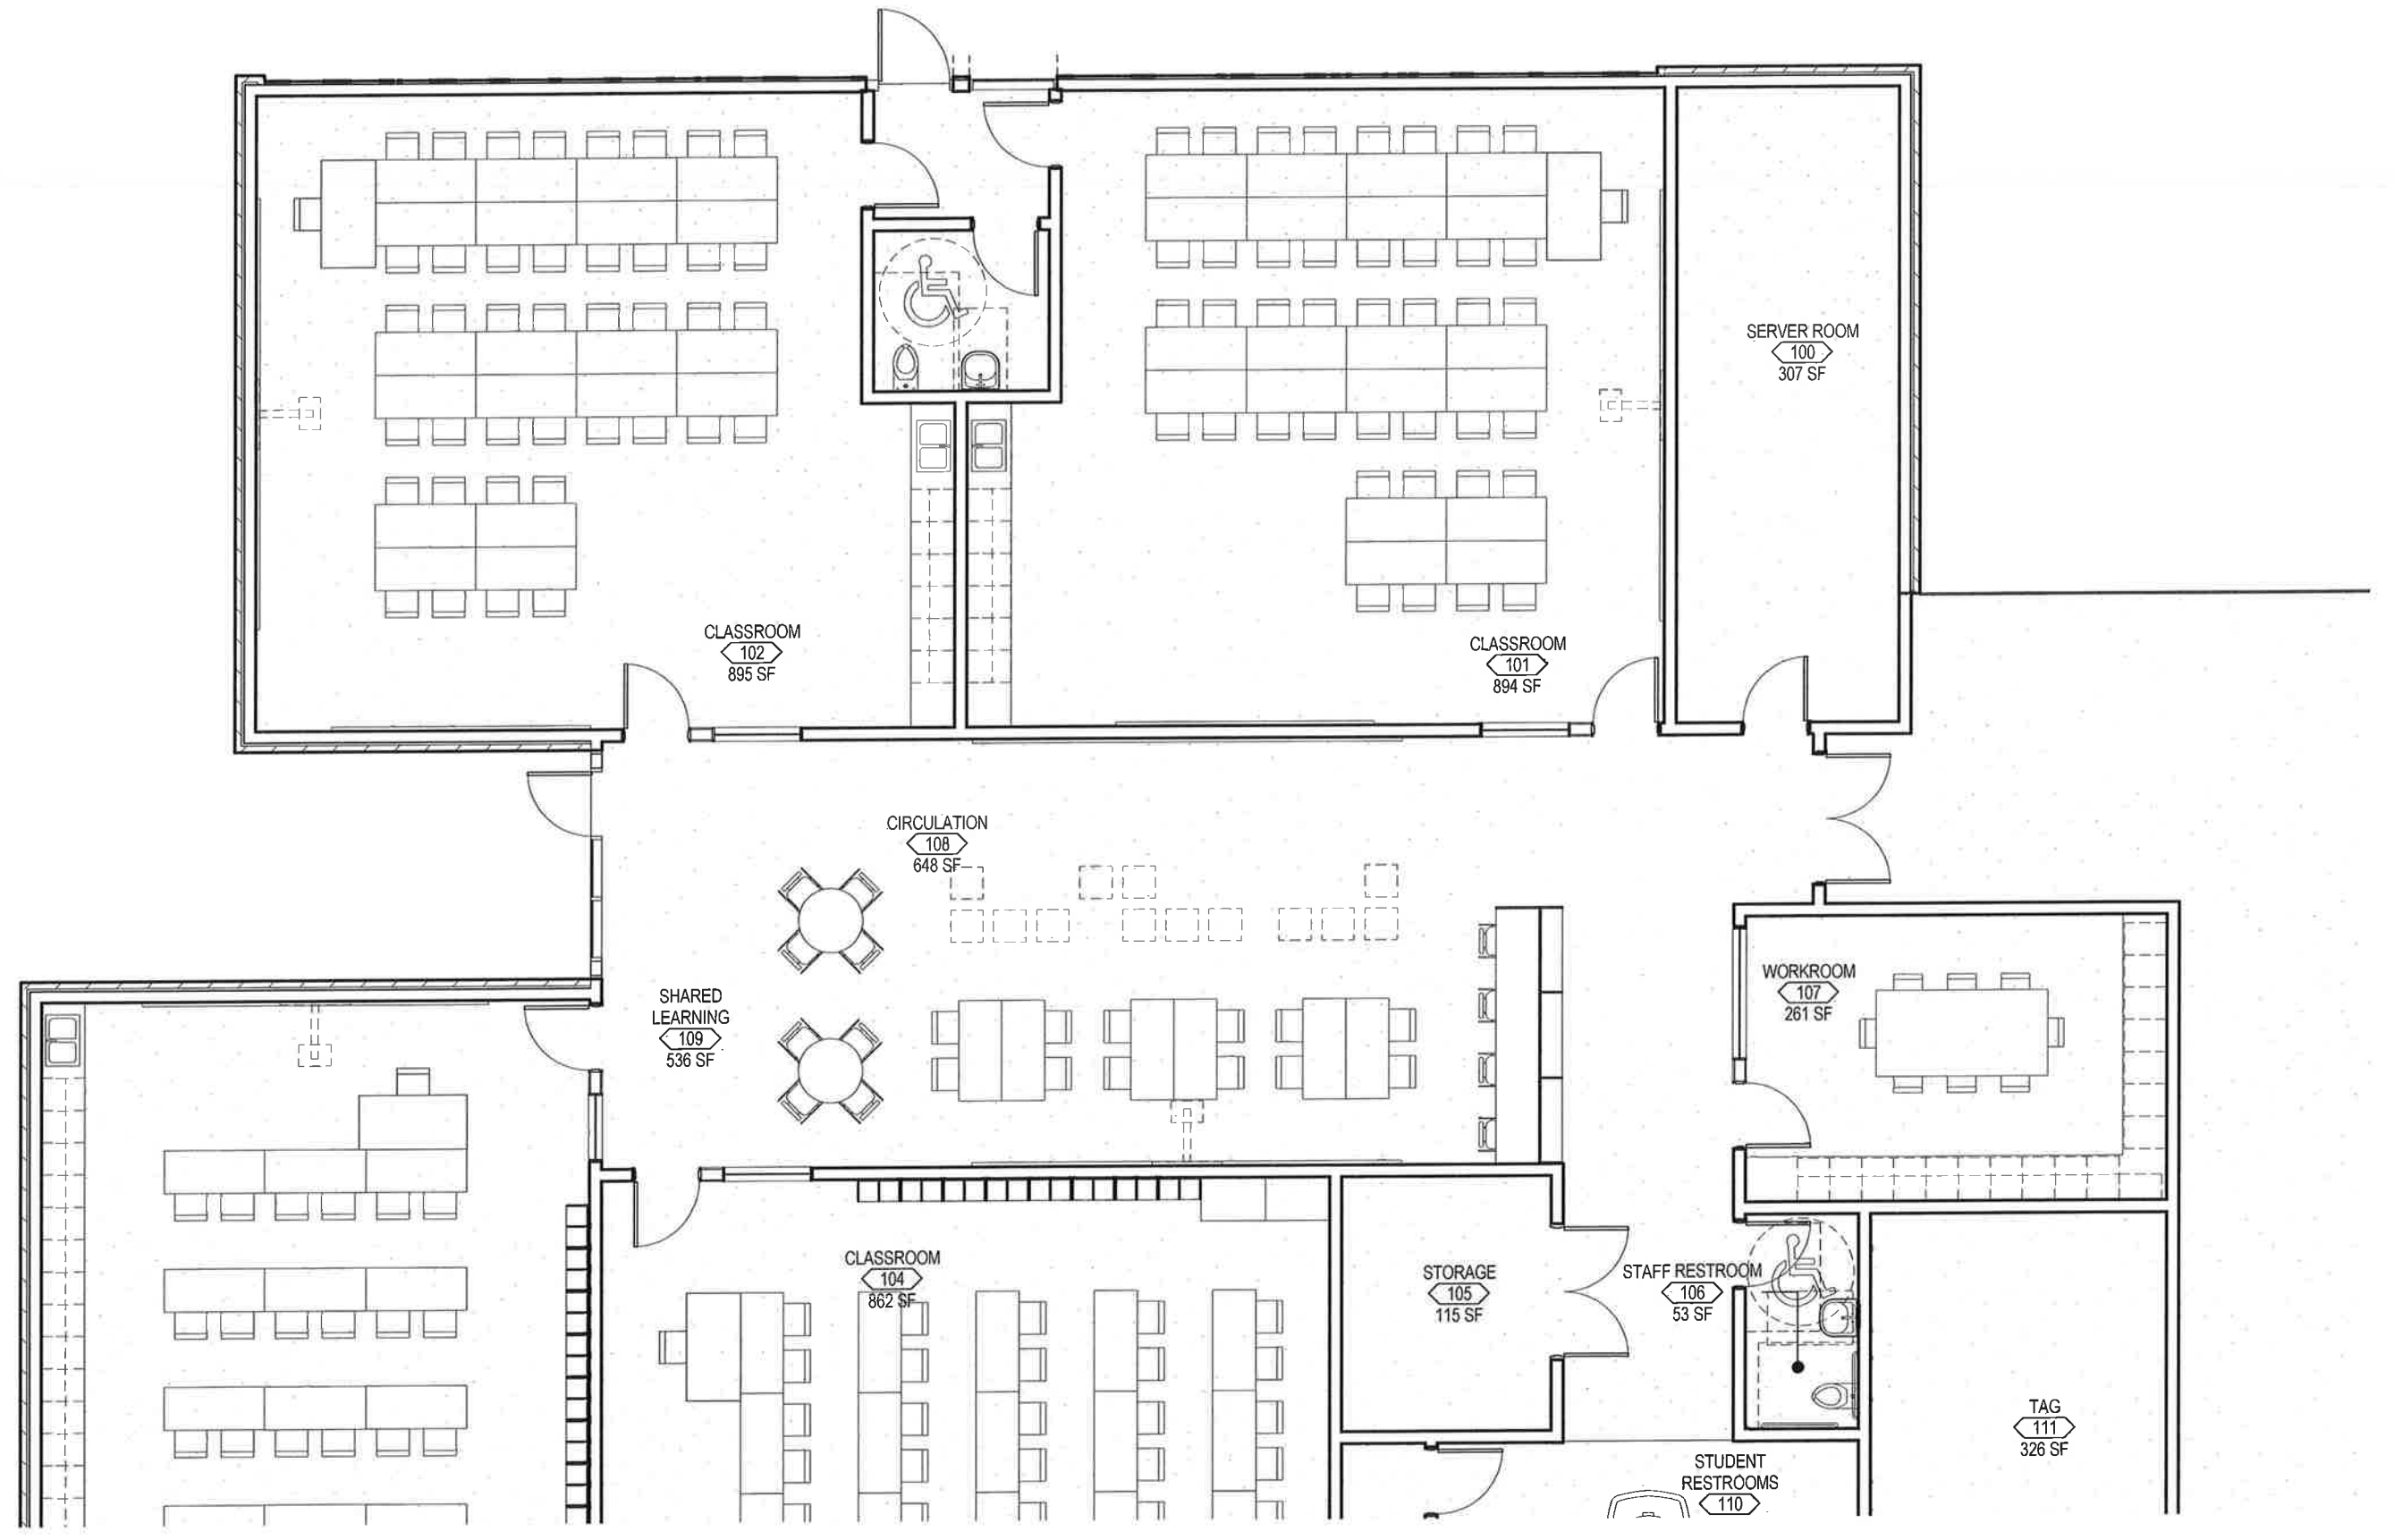 SERVER ROOM
100
307 SF
CLASSROOM
102
895 SF
CLASSROOM
101
894 SF
CIRCULATION
108
648 SF
WORKROOM
107
261 SF
SHARED
LEARNING
109
536 SF
CLASSROOM
104
862 SF
STORAGE
105
115 SF
STAFF RESTROOM
106
53 SF
TAG
111
326 SF
STUDENT
RESTROOMS
110